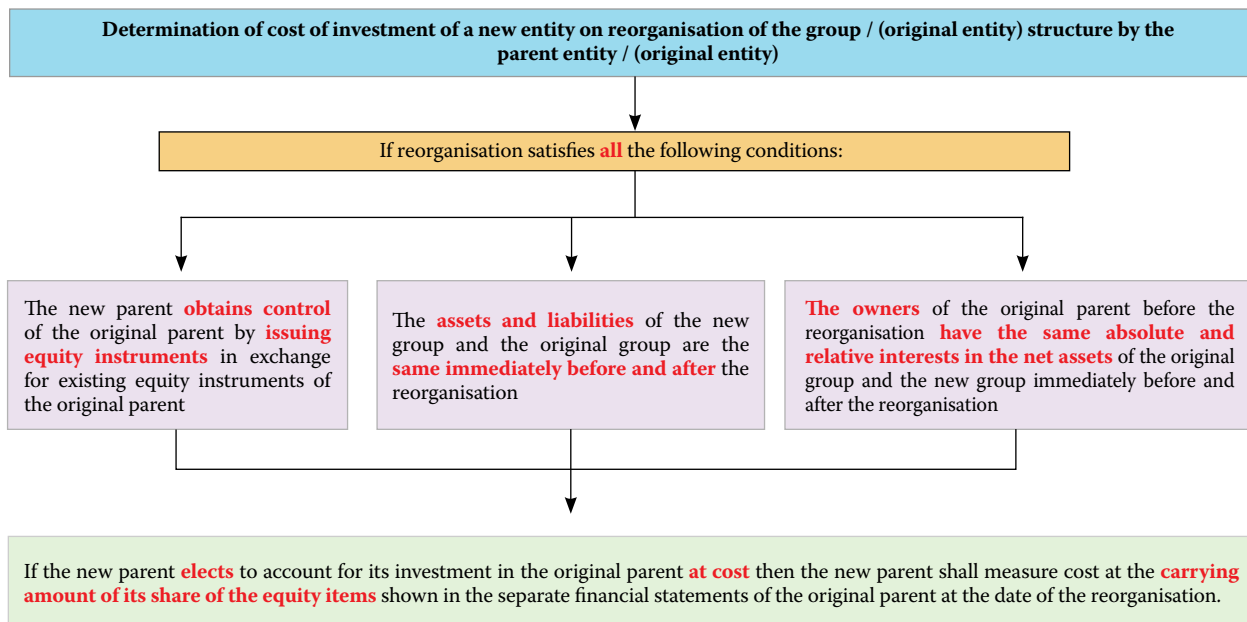 Determination of cost of investment of a new entity on reorganisation of the group / (original entity) structure by the
parent entity / (original entity)
If reorganisation satisfies all the following conditions:
The new parent obtains control
of the original parent by issuing
equity instruments in exchange
for existing equity instruments of
the original parent
The assets and liabilities of the new
group and the original group are the
same immediately before and after the
reorganisation
The owners of the original parent before the
reorganisation have the same absolute and
relative interests in the net assets of the original
group and the new group immediately before and
after the reorganisation
If the new parent elects to account for its investment in the original parent at cost then the new parent shall measure cost at the carrying
amount of its share of the equity items shown in the separate financial statements of the original parent at the date of the reorganisation.